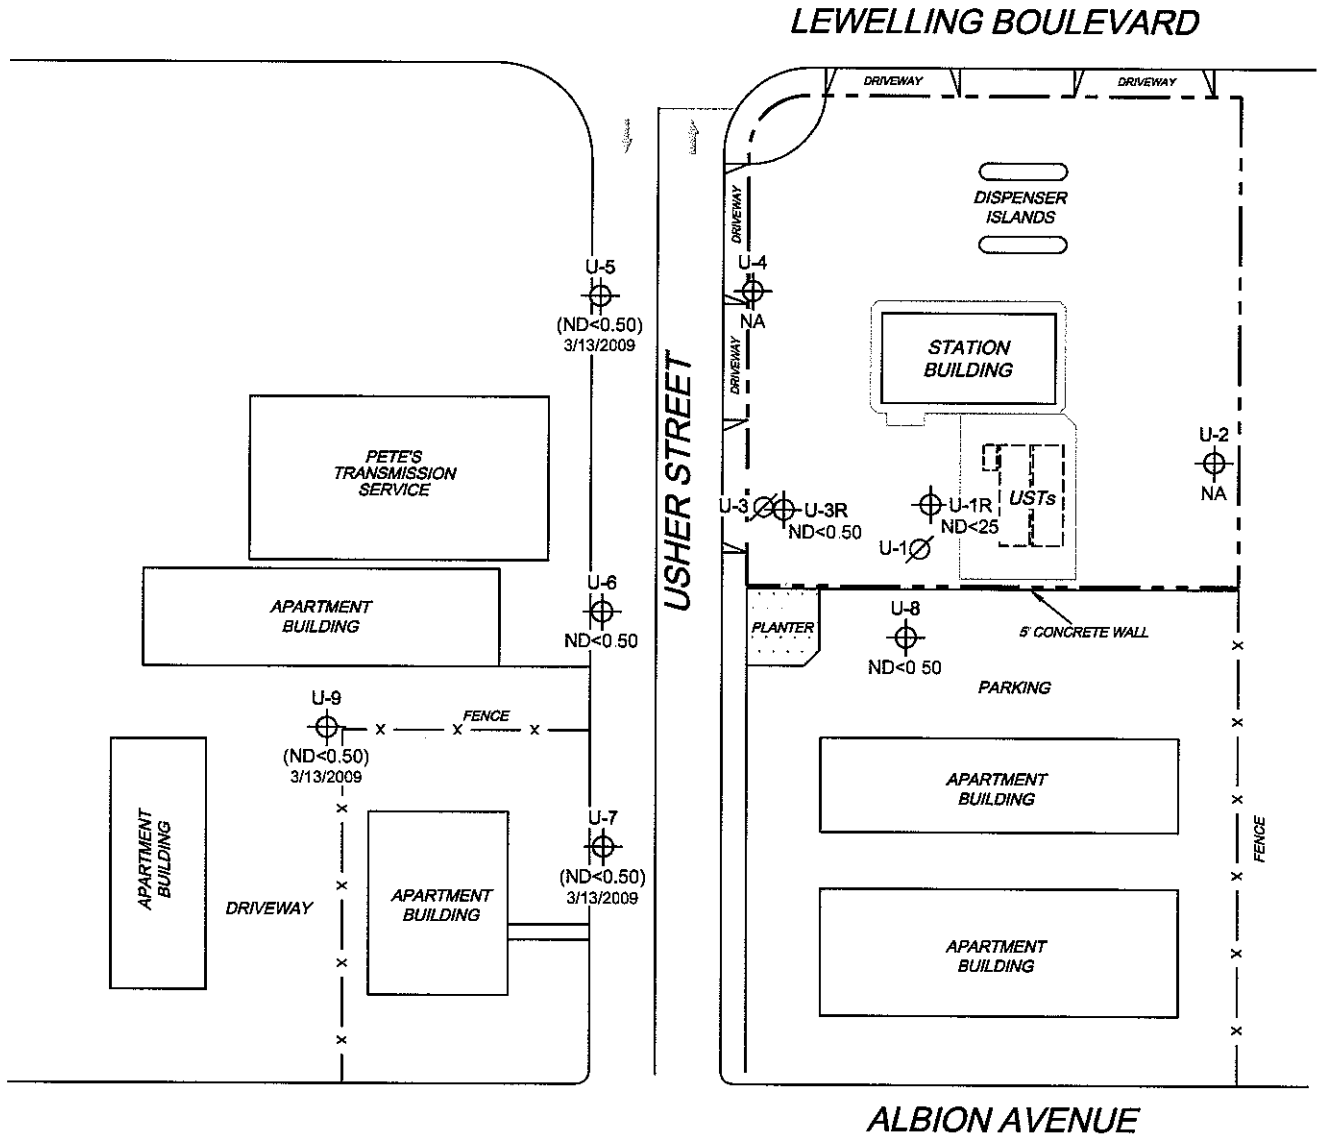 LEWELLING BOULEVARD
DRIVEWAY
DRIVEWAY
DISPENSER
ISLANDS
DRIVEWAY
U-5
(ND<0.50)
3/13/2009
U-4
NA
STATION
BUILDING
DRIVEWAY
USHER STREET
PETE'S
TRANSMISSION
SERVICE
U-2
NA
U-3
U-3R
ND<0.50
U-1R
ND<25
USTs
U-1
APARTMENT
BUILDING
U-6
ND<0.50
PLANTER
U-8
ND<0 50
5' CONCRETE WALL
PARKING
U-9
(ND<0.50)
3/13/2009
X X X
FENCE
APARTMENT
BUILDING
DRIVEWAY
X
X
X
X
APARTMENT
BUILDING
U-7
(ND<0.50)
3/13/2009
APARTMENT
BUILDING
APARTMENT
BUILDING
X
X
X
X
X
X
FENCE
ALBION AVENUE